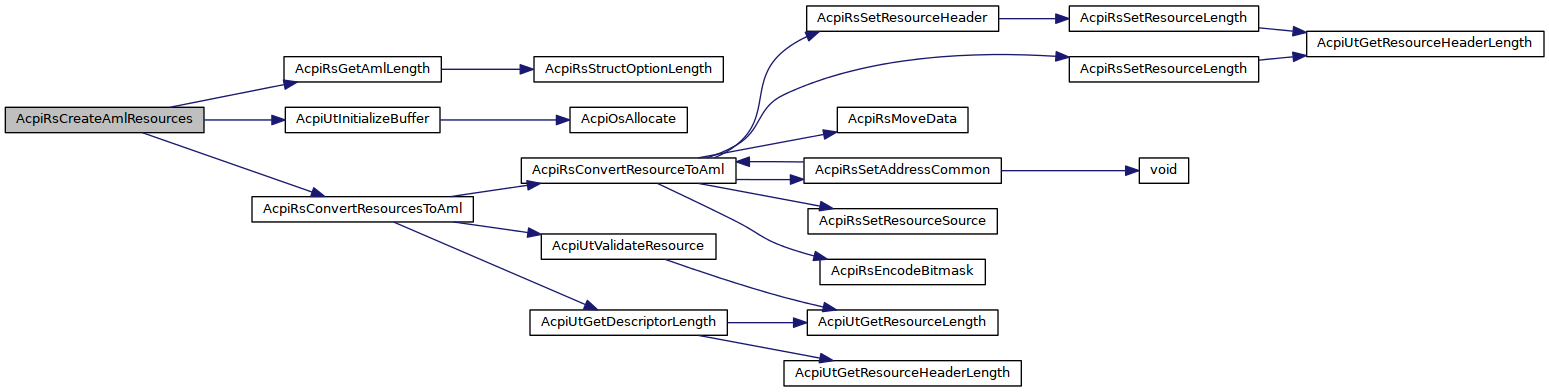 AcpiRsSetResourceHeader
AcpiRsSetResourceLength
AcpiUtGetResourceHeaderLength
AcpiRsGetAmlLength
AcpiRsStructOptionLength
AcpiRsSetResourceLength
AcpiRsCreateAmlResources
AcpiUtInitializeBuffer
AcpiOsAllocate
AcpiRsMoveData
AcpiRsConvertResourceToAml
AcpiRsSetAddressCommon
void
AcpiRsConvertResourcesToAml
AcpiRsSetResourceSource
AcpiUtValidateResource
AcpiRsEncodeBitmask
AcpiUtGetDescriptorLength
AcpiUtGetResourceLength
AcpiUtGetResourceHeaderLength